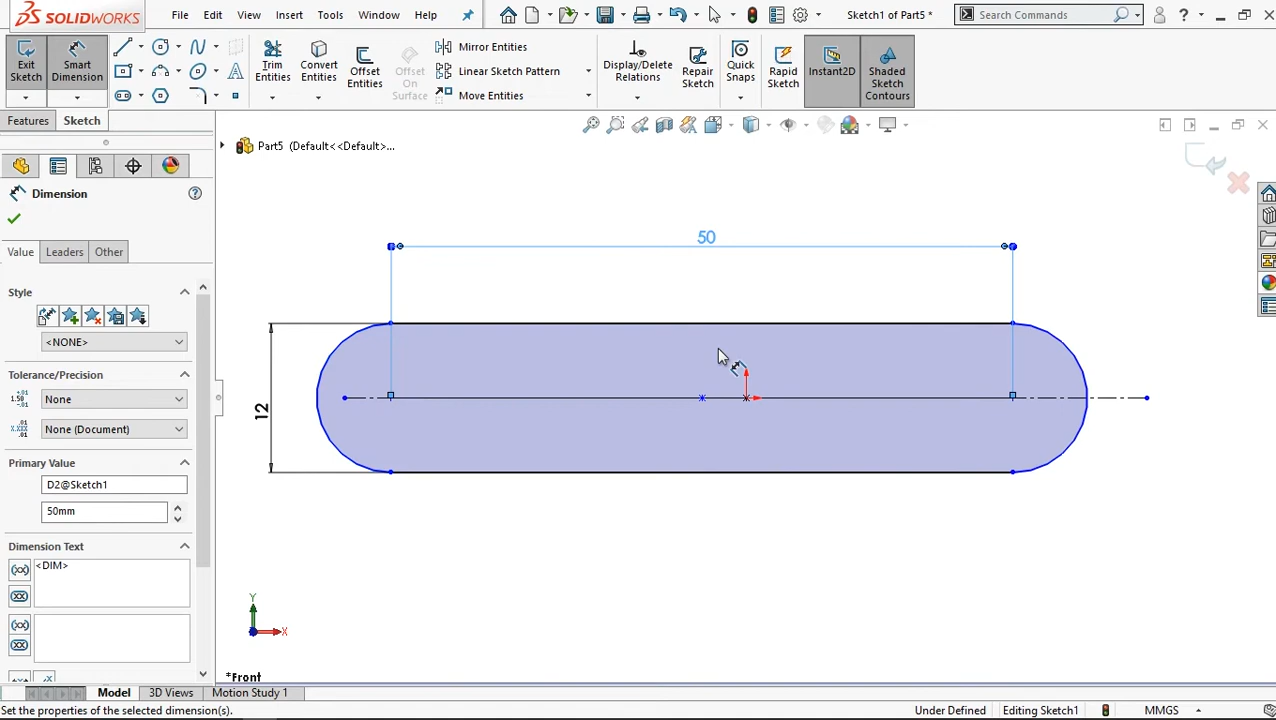 SOLIDWORKS
File Edit View Insert Tools Window Help
Sketch1 of Part5 *
Search Commands
?
Exit Sketch
Smart Dimension
Trim Entities
Convert Entities
Offset Entities
Offset On Surface
Mirror Entities
Linear Sketch Pattern
Move Entities
Display/Delete Relations
Repair Sketch
Quick Snaps
Rapid Sketch
Instant2D
Shaded Sketch Contours
Features Sketch
Part5 (Default<<Default>...
Dimension
Value Leaders Other
Style
<NONE>
Tolerance/Precision
None
None (Document)
Primary Value
D2@Sketch1
50mm
Dimension Text
<DIM>
50
12
Y
X
*Front
Model 3D Views Motion Study 1
Set the properties of the selected dimension(s).
Under Defined Editing Sketch1 MMGS